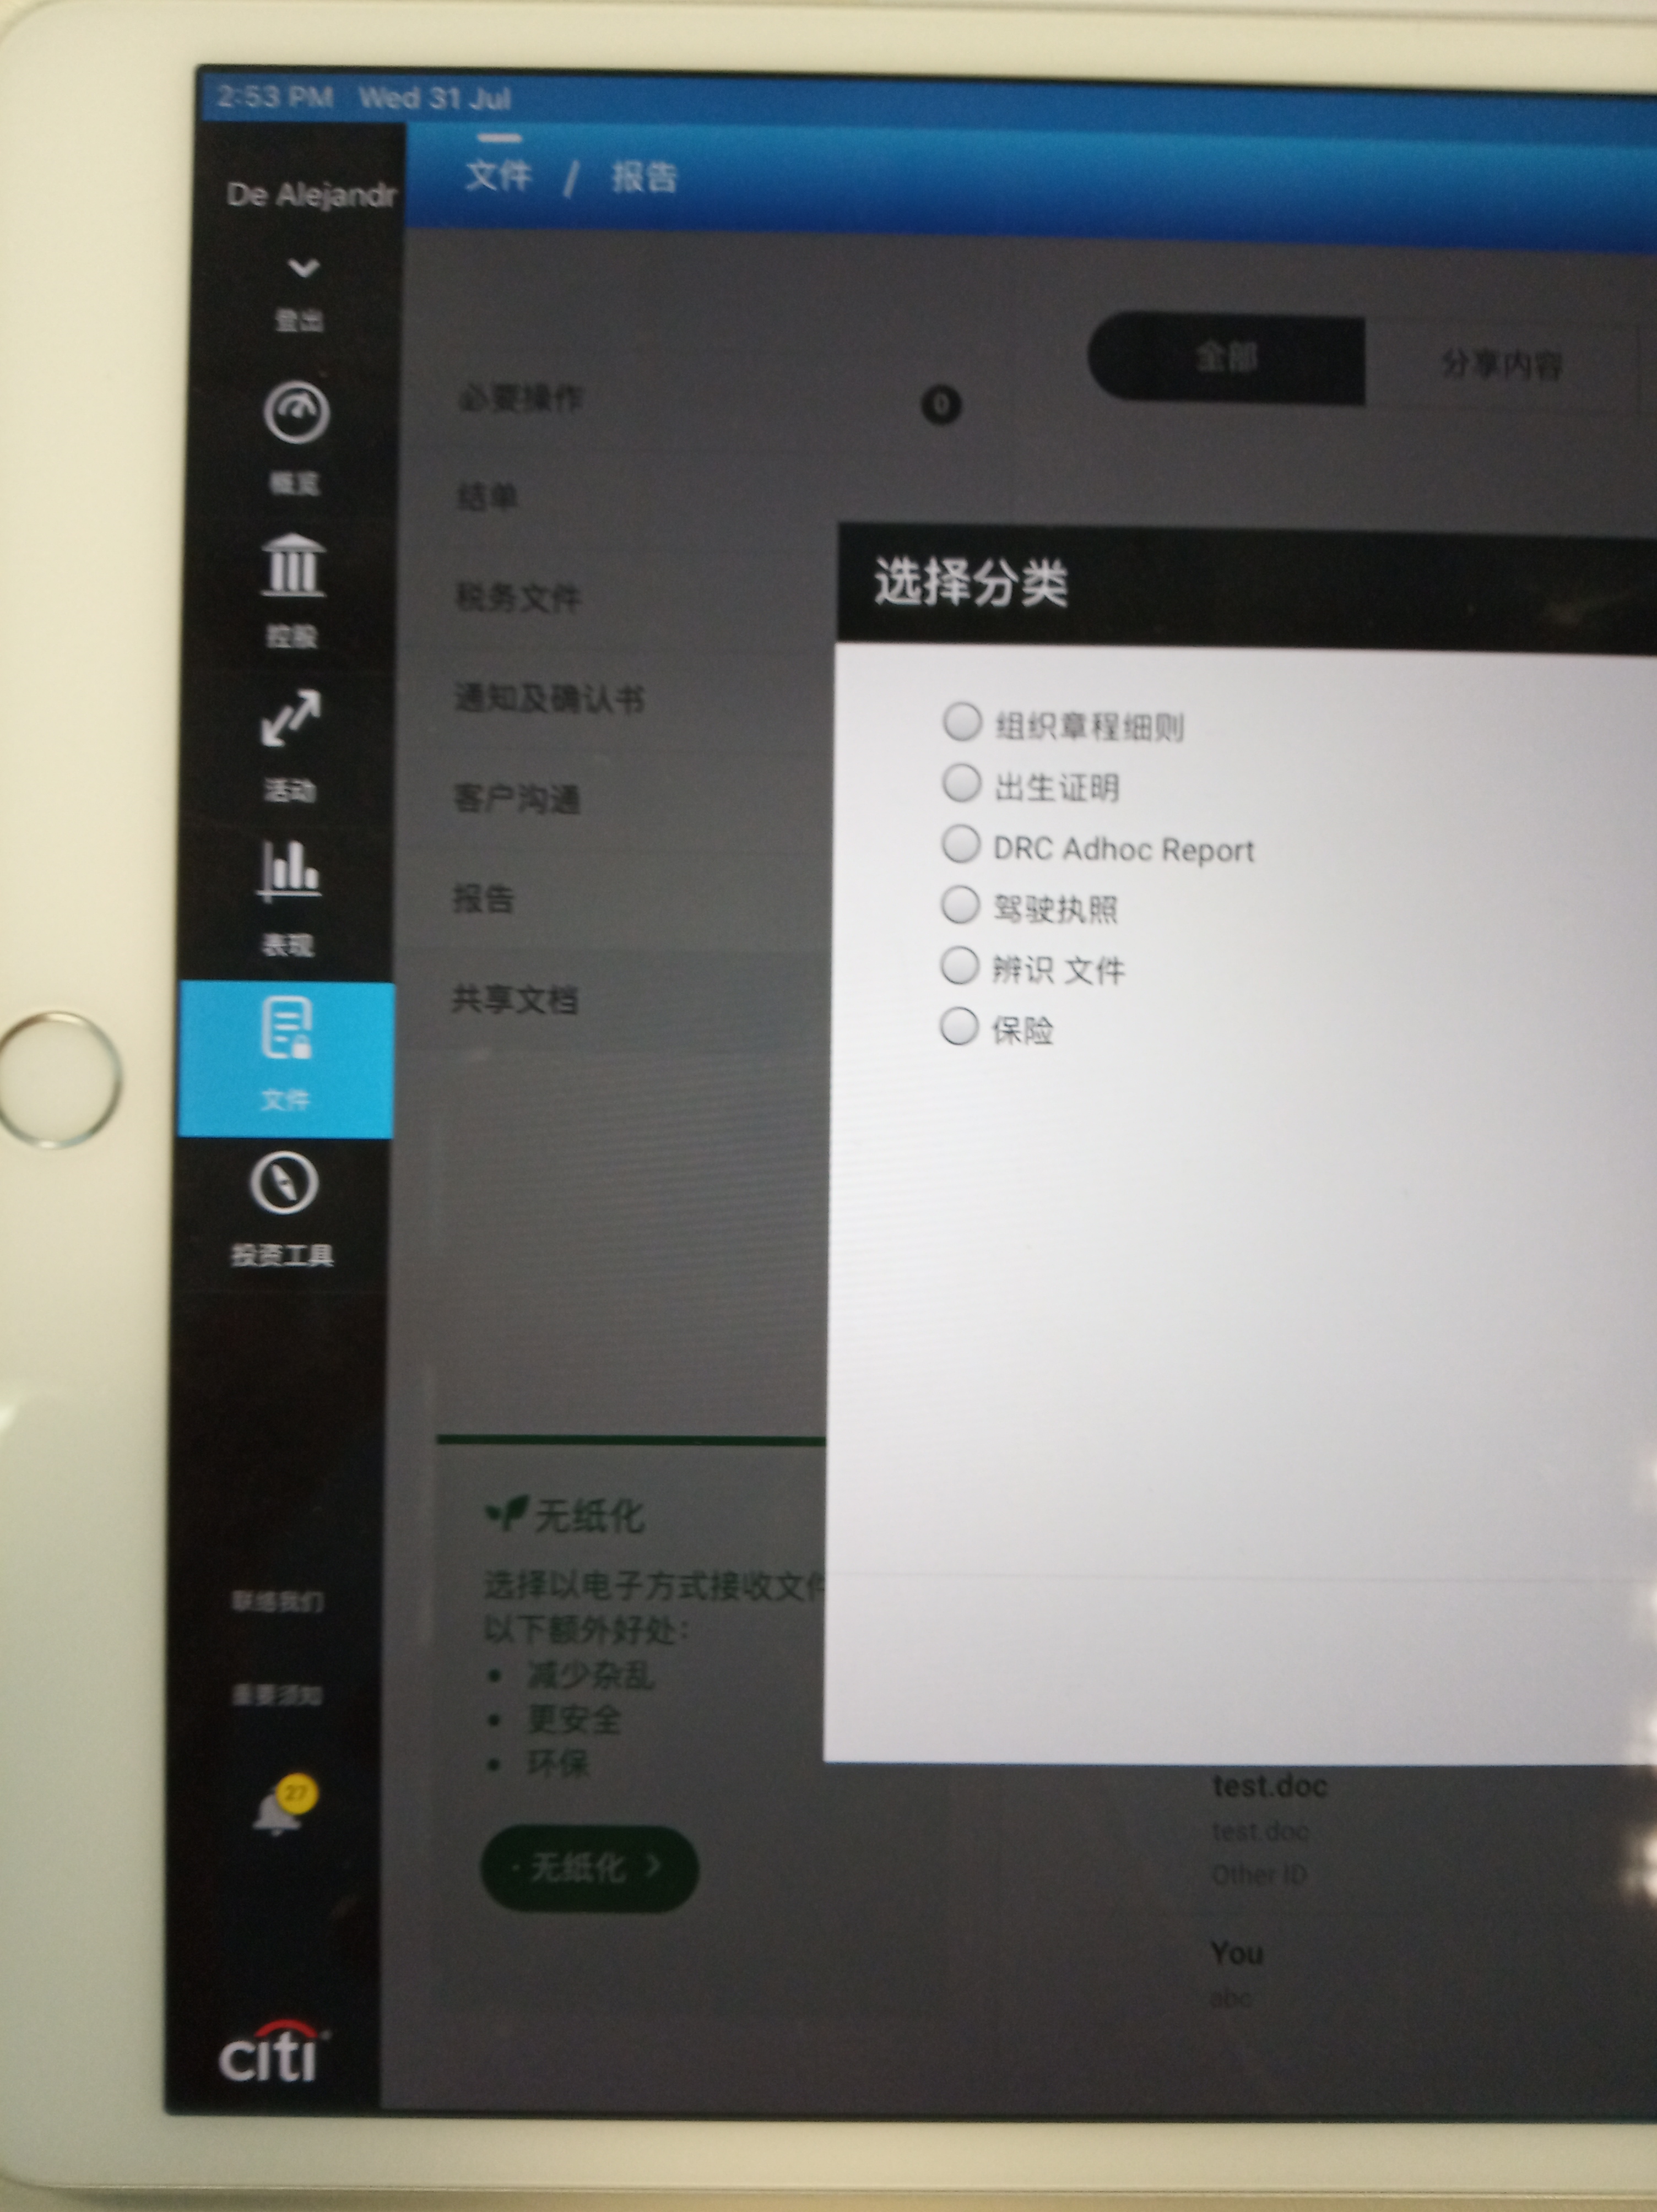 2:53 PM Wed 31 Jul
De Alejandr
登出
概览
控股
活动
表现
文件
投资工具
联络我们
重要须知
27
citi
文件 / 报告
必要操作 0
结单
税务文件
通知及确认书
客户沟通
报告
共享文档
无纸化
选择以电子方式接收文件
以下额外好处：
• 减少杂乱
• 更安全
• 环保
· 无纸化 >
全部 分享内容
选择分类
组织章程细则
出生证明
DRC Adhoc Report
驾驶执照
辨识 文件
保险
test.doc
test.doc
Other ID
You
abc